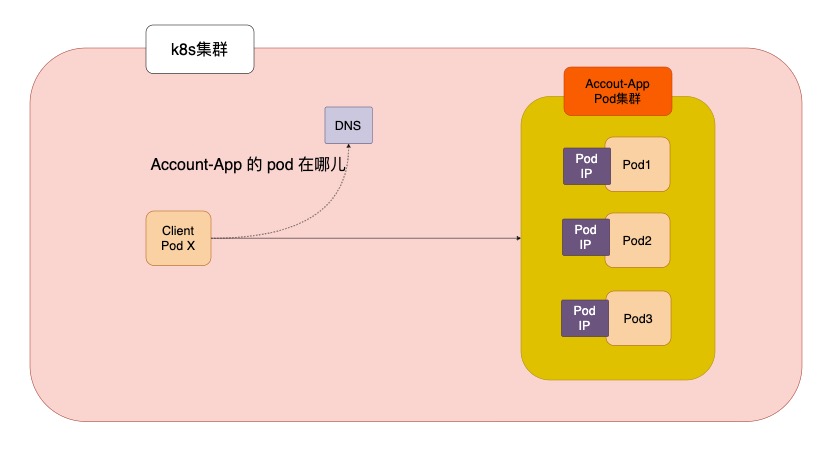 k8s集群
Accout-App
Pod集群
DNS
Account-App 的 pod 在哪儿
Pod
IP
Pod1
Client
Pod X
Pod
IP
Pod2
Pod
IP
Pod3